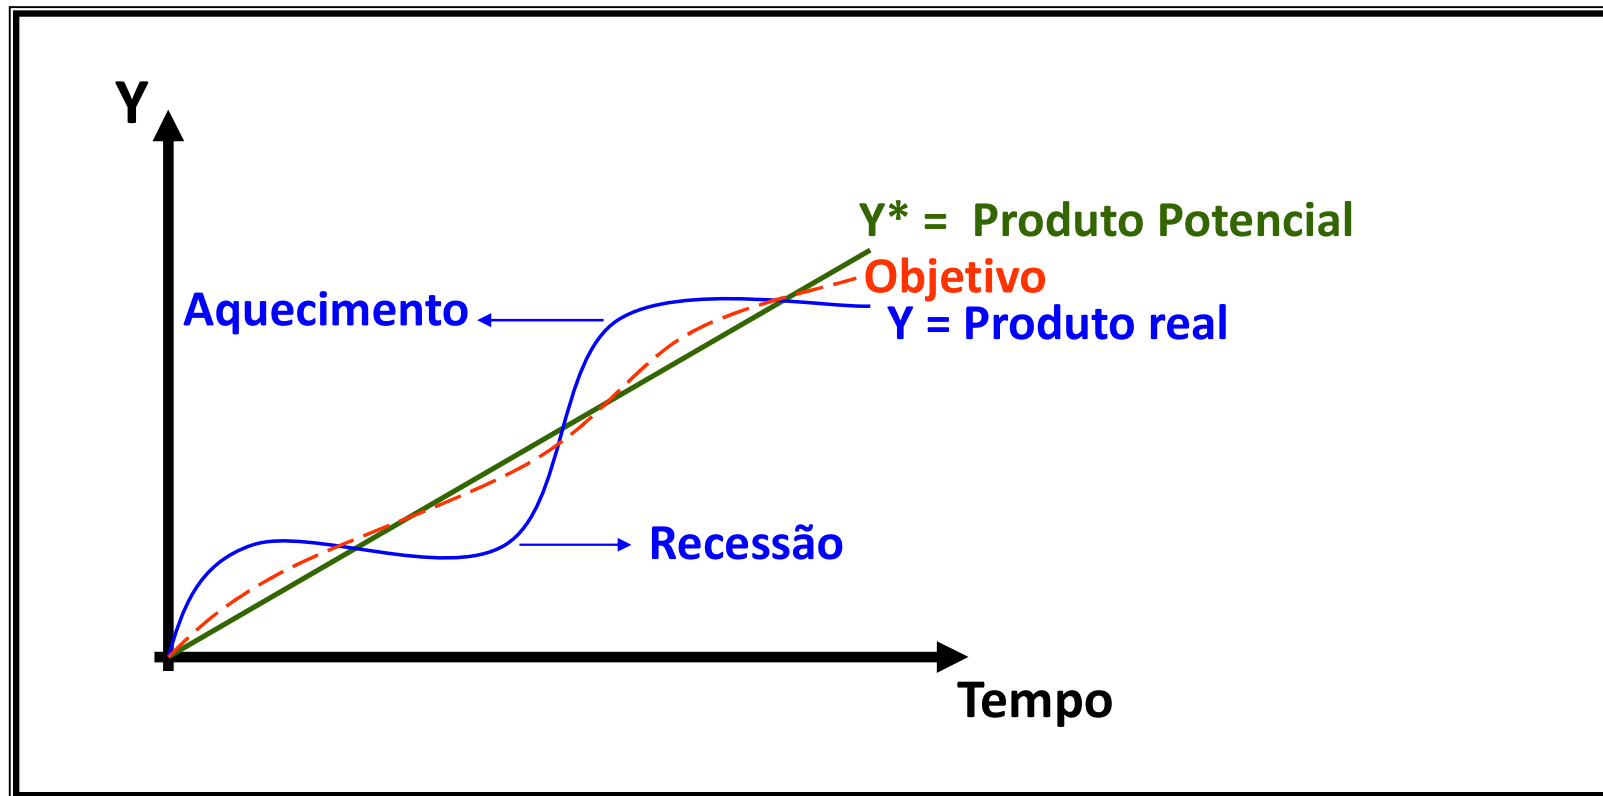 Y
Y* =  Produto Potencial
Objetivo
Aquecimento
Y = Produto real
Recessão
Tempo